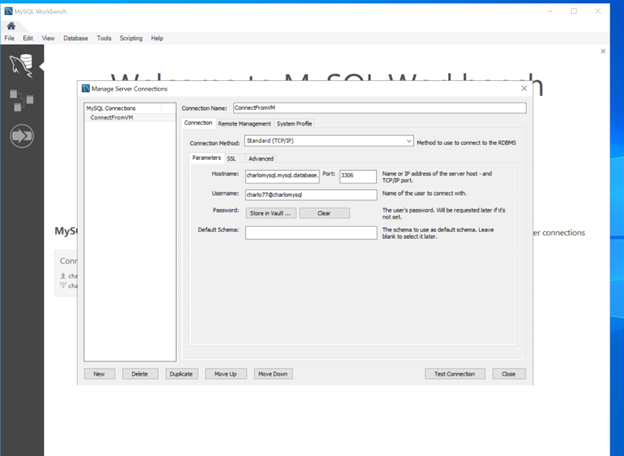 MySQL Workbench
File Edit View Database Tools Scripting Help
Welcome to MySQL Workbench
Manage Server Connections
MySQL Connections
ConnectFromVM
Connection Name: ConnectFromVM
Connection Remote Management System Profile
Connection Method: Standard (TCP/IP) Method to use to connect to the RDBMS
Parameters SSL Advanced
Hostname: chariomysql.mysql.database. Port: 3306 Name or IP address of the server host - and
TCP/IP port.
Username: chario77@chariomysql Name of the user to connect with.
Password: Store in Vault ... Clear The user's password. Will be requested later if it's
not set.
Default Schema: The schema to use as default schema. Leave
blank to select it later.
MySQ
er connections
Conn
cha
cha
New Delete Duplicate Move Up Move Down Test Connection Close